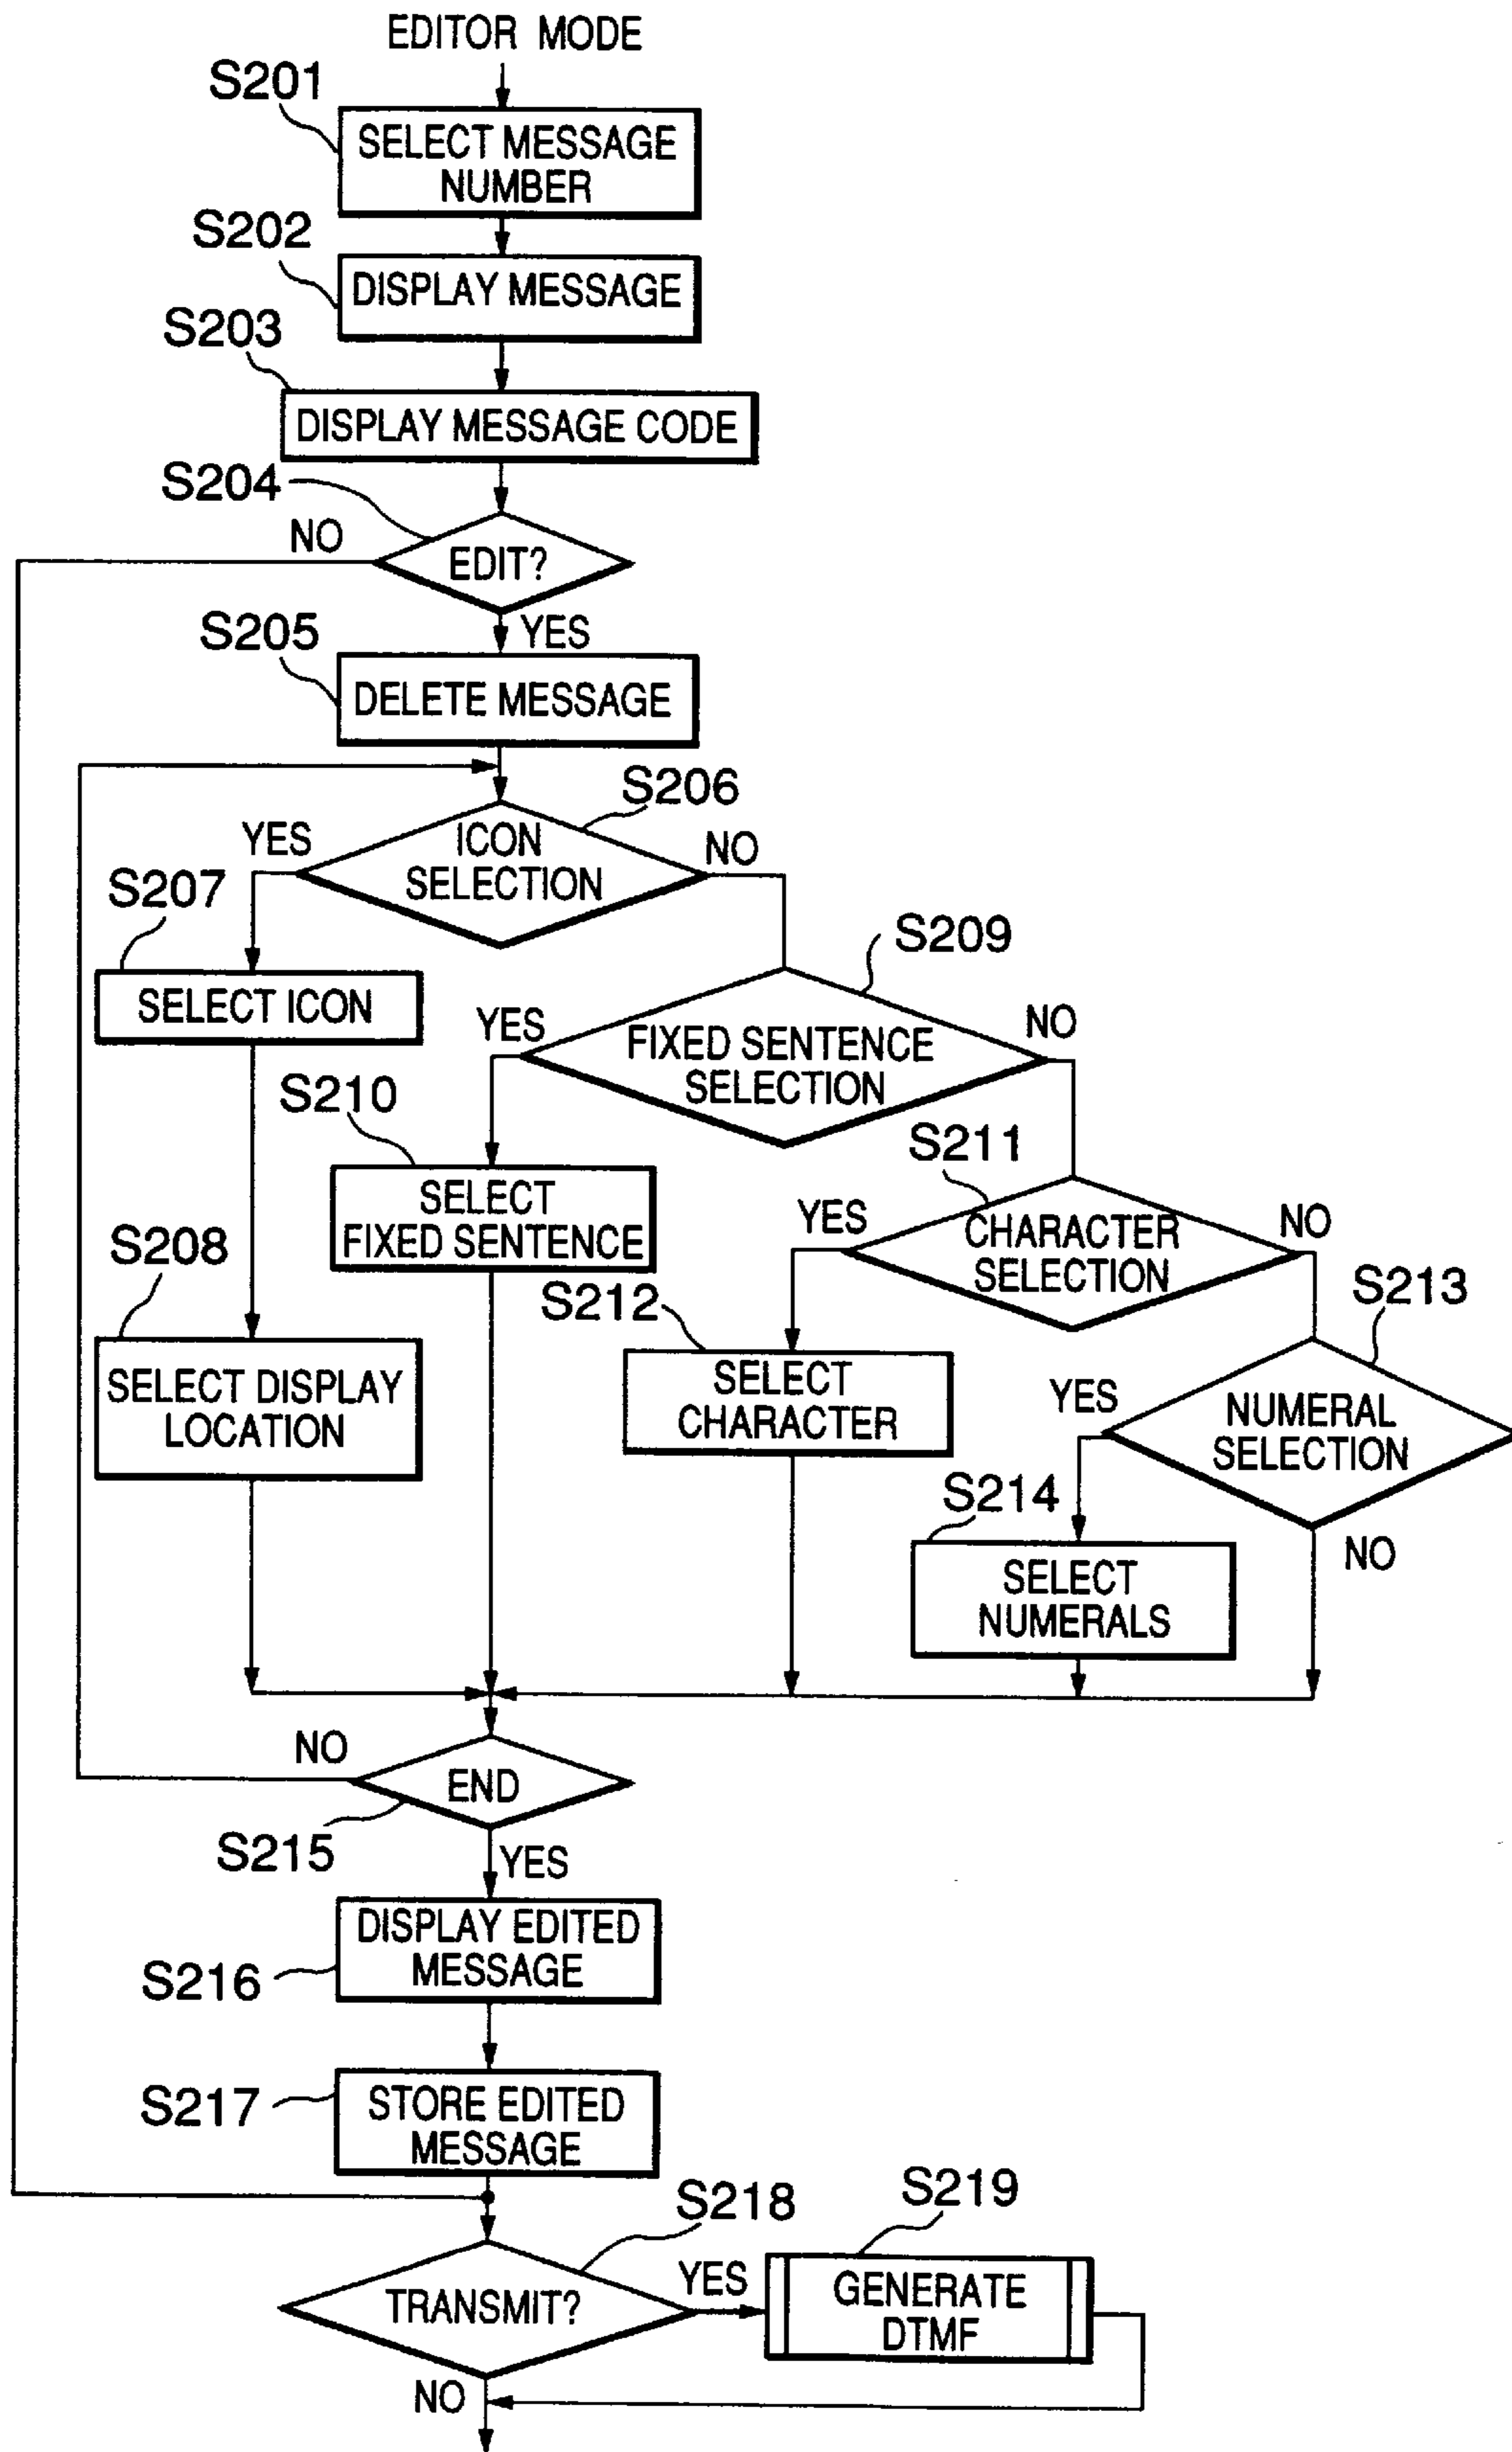 EDITOR MODE
S201
SELECT MESSAGE
NUMBER
S202
DISPLAY MESSAGE
S203
DISPLAY MESSAGE CODE
S204
NO
EDIT?
YES
S205
DELETE MESSAGE
S206
YES
ICON
SELECTION
NO
S207
SELECT ICON
S209
YES
FIXED SENTENCE
SELECTION
NO
S210
SELECT
FIXED SENTENCE
S211
YES
CHARACTER
SELECTION
NO
S208
SELECT DISPLAY
LOCATION
S212
SELECT
CHARACTER
S213
YES
NUMERAL
SELECTION
NO
S214
SELECT
NUMERALS
NO
END
S215
YES
DISPLAY EDITED
MESSAGE
S216
S217
STORE EDITED
MESSAGE
S218
TRANSMIT?
YES
S219
GENERATE
DTMF
NO